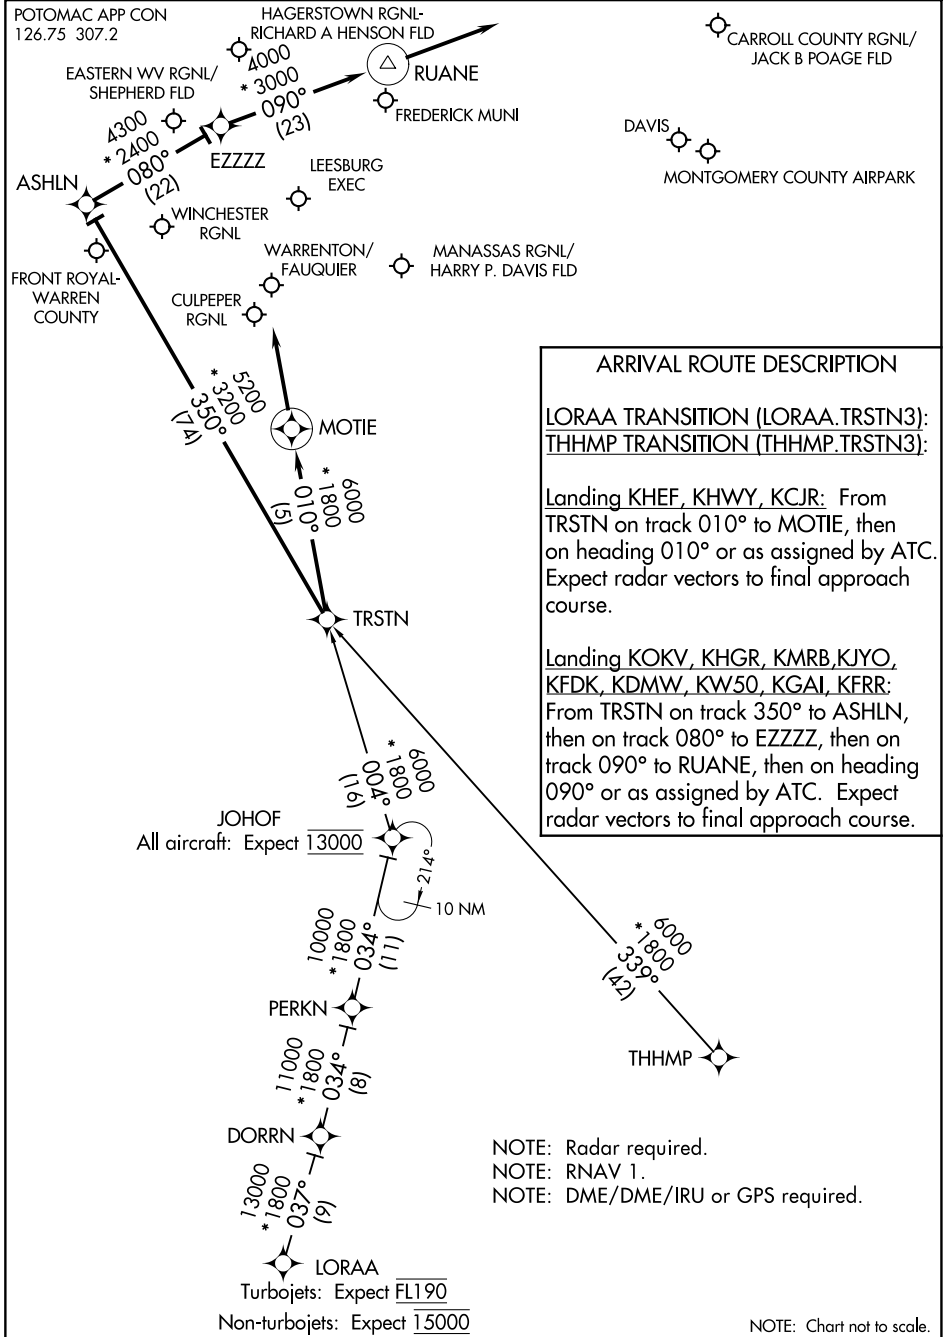 POTOMAC APP CON
126.75 307.2
HAGERSTOWN RGNL-
RICHARD A HENSON FLD
CARROLL COUNTY RGNL/
JACK B POAGE FLD
EASTERN WV RGNL/
SHEPHERD FLD
4000
* 3000
090°
(23)
RUANE
FREDERICK MUNI
4300
* 2400
080°
(22)
EZZZZ
DAVIS
MONTGOMERY COUNTY AIRPARK
ASHLN
LEESBURG
EXEC
WINCHESTER
RGNL
FRONT ROYAL-
WARREN
COUNTY
WARRENTON/
FAUQUIER
MANASSAS RGNL/
HARRY P. DAVIS FLD
CULPEPER
RGNL
5200
* 3200
350°
(74)
MOTIE
6000
* 1800
010°
(5)
TRSTN
ARRIVAL ROUTE DESCRIPTION
LORAA TRANSITION (LORAA.TRSTN3):
THHMP TRANSITION (THHMP.TRSTN3):
Landing KHEF, KHWY, KCJR: From
TRSTN on track 010° to MOTIE, then
on heading 010° or as assigned by ATC.
Expect radar vectors to final approach
course.
Landing KOKV, KHGR, KMRB,KJYO,
KFDK, KDMW, KW50, KGAI, KFRR:
From TRSTN on track 350° to ASHLN,
then on track 080° to EZZZZ, then on
track 090° to RUANE, then on heading
090° or as assigned by ATC. Expect
radar vectors to final approach course.
6000
* 1800
004°
(16)
JOHOF
All aircraft: Expect 13000
214°
10 NM
10000
* 1800
034°
(11)
6000
*1800
339°
(42)
PERKN
THHMP
11000
* 1800
034°
(8)
DORRN
13000
* 1800
037°
(9)
LORAA
Turbojets: Expect FL190
Non-turbojets: Expect 15000
NOTE: Radar required.
NOTE: RNAV 1.
NOTE: DME/DME/IRU or GPS required.
NOTE: Chart not to scale.